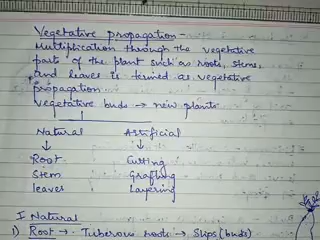 Vegetative propagation -
Multiplication through the vegetative
part of the plant such as roots, stems,
and leaves is termed as vegetative
propagation
Vegetative buds → new plants
Natural Artificial
↓ ↓
Root Cutting
Stem Grafting
leaves Layering
I Natural
1) Root → Tuberous roots → Slips (buds)